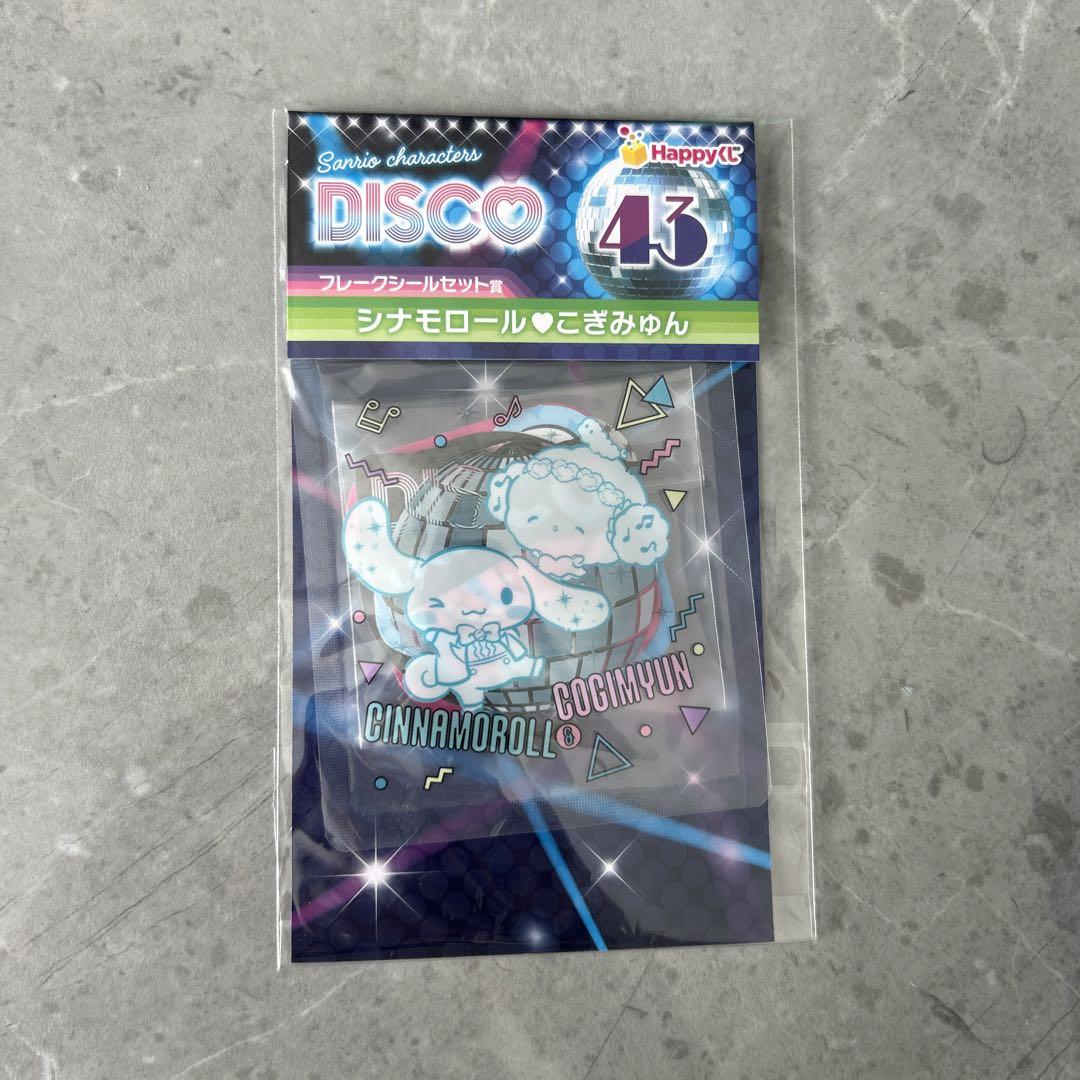 Sanrio characters
DISCO
Happyくじ
43
フレークシールセット賞
シナモロール♥こぎみゅん
COGIMYUN
CINNAMOROLL &